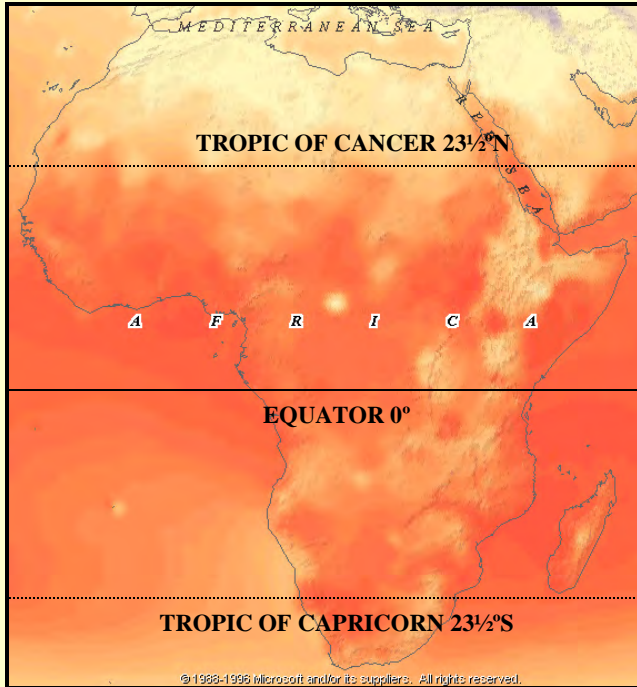 MEDITERRANEAN SEA
TROPIC OF CANCER 23½ºN
RED SEA
AFRICA
EQUATOR 0º
TROPIC OF CAPRICORN 23½ºS
© 1988-1996 Microsoft and/or its suppliers. All rights reserved.